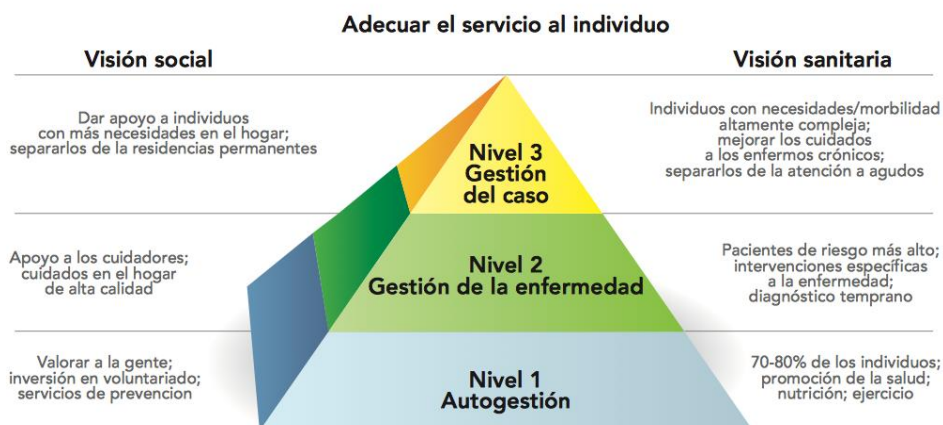 Adecuar el servicio al individuo
Visión social
Visión sanitaria
Dar apoyo a individuos
con más necesidades en el hogar;
separarlos de la residencias permanentes
Nivel 3
Gestión
del caso
Individuos con necesidades/morbilidad
altamente compleja;
mejorar los cuidados
a los enfermos crónicos;
separarlos de la atención a agudos
Apoyo a los cuidadores;
cuidados en el hogar
de alta calidad
Nivel 2
Gestión de la enfermedad
Pacientes de riesgo más alto;
intervenciones específicas
a la enfermedad;
diagnóstico temprano
Valorar a la gente;
inversión en voluntariado;
servicios de prevencion
Nivel 1
Autogestión
70-80% de los individuos;
promoción de la salud;
nutrición; ejercicio